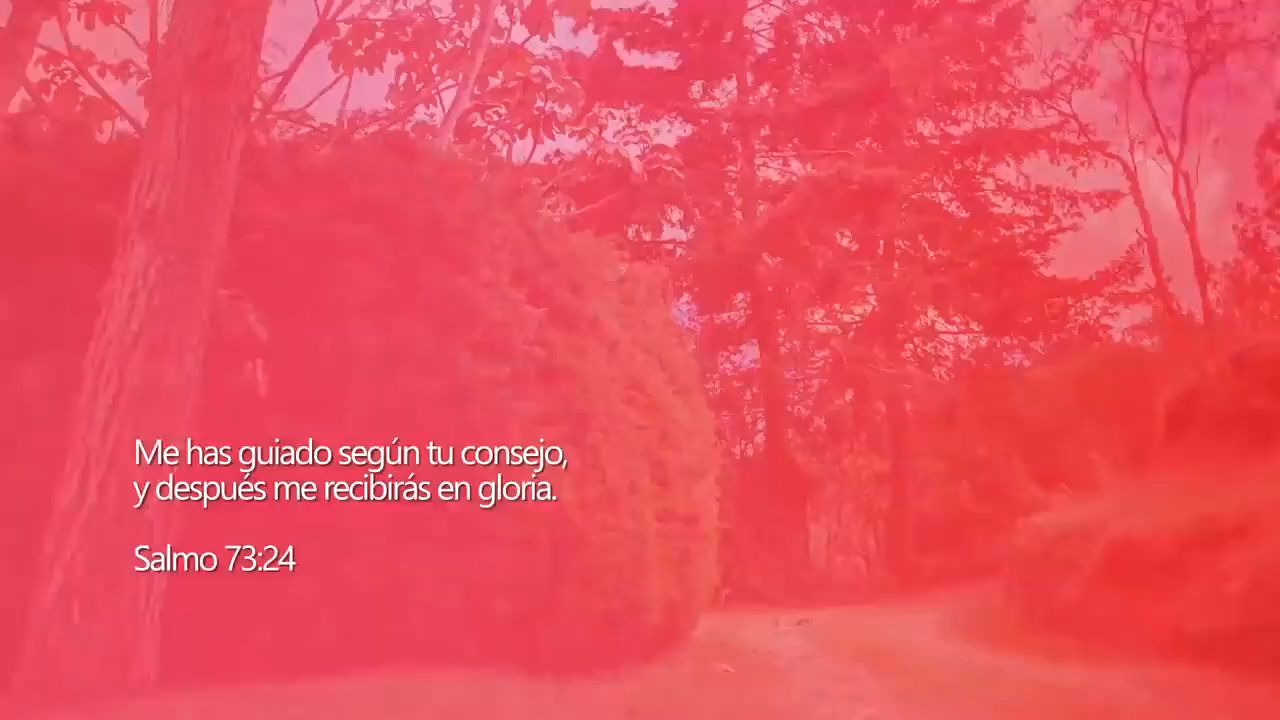 Me has guiado según tu consejo,
y después me recibirás en gloria.
Salmo 73:24